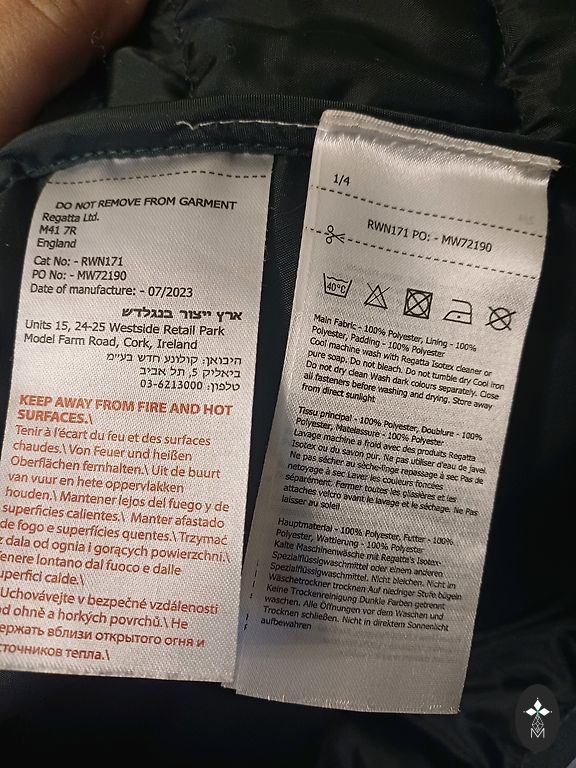 DO NOT REMOVE FROM GARMENT
Regatta Ltd.
M41 7R
England
Cat No: - RWN171
PO No: - MW72190
Date of manufacture: - 07/2023
ארץ ייצור בנגלדש
Units 15, 24-25 Westside Retail Park
Model Farm Road, Cork, Ireland
היבואן: קולונע חדש בע״מ
ביאליק 5, תל אביב
טלפון: 03-6213000
KEEP AWAY FROM FIRE AND HOT
SURFACES.\
Tenir à l'écart du feu et des surfaces
chaudes.\ Von Feuer und heißen
Oberflächen fernhalten.\ Uit de buurt
van vuur en hete oppervlakken
houden.\ Mantener lejos del fuego y de
superficies calientes.\ Manter afastado
de fogo e superfícies quentes.\ Trzymać
z dala od ognia i gorących powierzchni.\
Tenere lontano dal fuoco e dalle
superfici calde.\
Uchovávejte v bezpečné vzdálenosti
od ohně a horkých povrchů.\ Не
держать вблизи открытого огня и
источников тепла.\
1/4
RWN171 PO: - MW72190
40°C
Main Fabric - 100% Polyester, Lining - 100%
Polyester, Padding - 100% Polyester
Cool machine wash with Regatta Isotex cleaner or
pure soap. Do not bleach. Do not tumble dry Cool iron
Do not dry clean Wash dark colours separately. Close
all fasteners before washing and drying. Store away
from direct sunlight
Tissu principal - 100% Polyester, Doublure - 100%
Polyester, Matelassure - 100% Polyester
Lavage machine a froid avec des produits Regatta
Isotex ou du savon pur. Ne pas utiliser d'eau de javel
Ne pas sécher au sèche-linge repassage à sec Pas de
nettoyage à sec Laver les couleurs foncées
séparément. Fermer toutes les glissières et les
attaches velcro avant le lavage et le séchage. Ne Pas
laisser au soleil
Hauptmaterial - 100% Polyester, Futter - 100%
Polyester, Wattierung - 100% Polyester
Kalte Maschinenwäsche mit Regatta's Isotex-
Spezialflüssigwaschmittel oder einem anderen
Spezialflüssigwaschmittel. Nicht bleichen. Nicht im
Wäschetrockner trocknen Auf niedriger Stufe bügeln
Keine Trockenreinigung Dunkle Farben getrennt
waschen. Alle Öffnungen vor dem Waschen und
Trocknen schließen. Nicht in direktem Sonnenlicht
aufbewahren
M